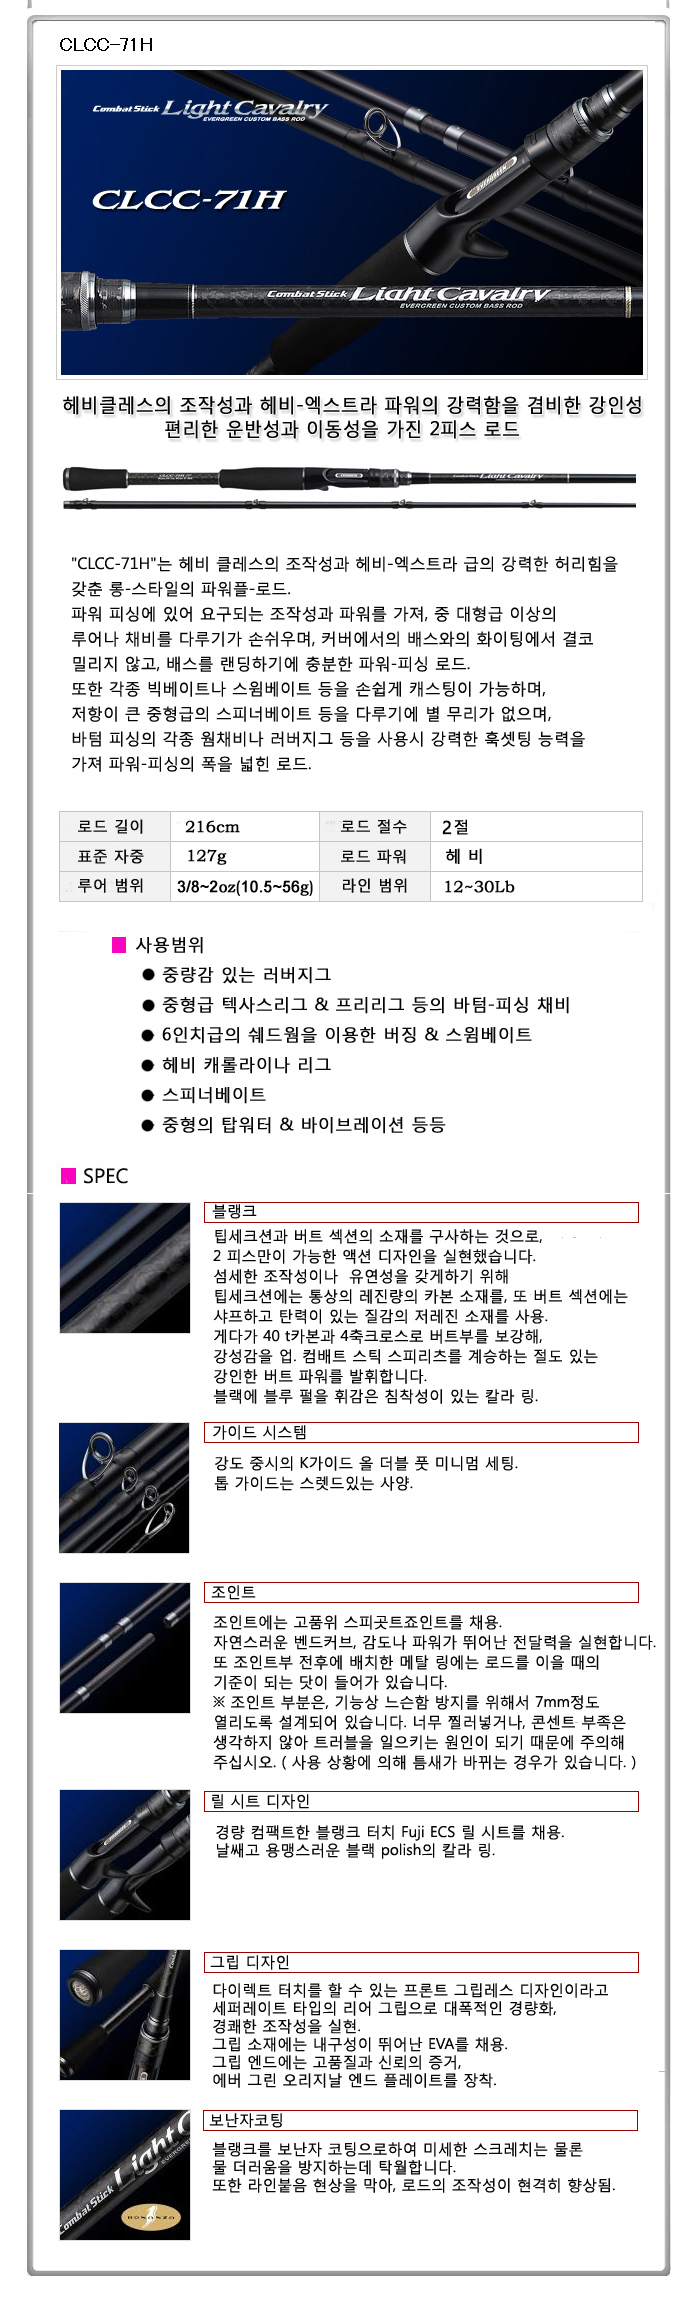 CLCC-71H
Combat Stick Light Cavalry
EVERGREEN CUSTOM BASS ROD
CLCC-71H
EVERGREEN
Combat Stick Light Cavalry
EVERGREEN CUSTOM BASS ROD
헤비클레스의 조작성과 헤비-엑스트라 파워의 강력함을 겸비한 강인성
편리한 운반성과 이동성을 가진 2피스 로드
Light Cavalry
"CLCC-71H"는 헤비 클레스의 조작성과 헤비-엑스트라 급의 강력한 허리힘을
갖춘 롱-스타일의 파워플-로드.
파워 피싱에 있어 요구되는 조작성과 파워를 가져, 중 대형급 이상의
루어나 채비를 다루기가 손쉬우며, 커버에서의 배스와의 화이팅에서 결코
밀리지 않고, 배스를 랜딩하기에 충분한 파워-피싱 로드.
또한 각종 빅베이트나 스윔베이트 등을 손쉽게 캐스팅이 가능하며,
저항이 큰 중형급의 스피너베이트 등을 다루기에 별 무리가 없으며,
바텀 피싱의 각종 웜채비나 러버지그 등을 사용시 강력한 훅셋팅 능력을
가져 파워-피싱의 폭을 넓힌 로드.
로드 길이 216cm 로드 절수 2절
표준 자중 127g 로드 파워 헤 비
루어 범위 3/8~2oz(10.5~56g) 라인 범위 12~30Lb
■ 사용범위
● 중량감 있는 러버지그
● 중형급 텍사스리그 & 프리리그 등의 바텀-피싱 채비
● 6인치급의 쉐드웜을 이용한 버징 & 스윔베이트
● 헤비 캐롤라이나 리그
● 스피너베이트
● 중형의 탑워터 & 바이브레이션 등등
■ SPEC
블랭크
팁세크션과 버트 섹션의 소재를 구사하는 것으로,
2 피스만이 가능한 액션 디자인을 실현했습니다.
섬세한 조작성이나 유연성을 갖게하기 위해
팁세크션에는 통상의 레진량의 카본 소재를, 또 버트 섹션에는
샤프하고 탄력이 있는 질감의 저레진 소재를 사용.
게다가 40 t카본과 4축크로스로 버트부를 보강해,
강성감을 업. 컴배트 스틱 스피리츠를 계승하는 절도 있는
강인한 버트 파워를 발휘합니다.
블랙에 블루 펄을 휘감은 침착성이 있는 칼라 링.
가이드 시스템
강도 중시의 K가이드 올 더블 풋 미니멈 세팅.
톱 가이드는 스렛드있는 사양.
조인트
조인트에는 고품위 스피곳트죠인트를 채용.
자연스러운 벤드커브, 감도나 파워가 뛰어난 전달력을 실현합니다.
또 조인트부 전후에 배치한 메탈 링에는 로드를 이을 때의
기준이 되는 닷이 들어가 있습니다.
※ 조인트 부분은, 기능상 느슨함 방지를 위해서 7mm정도
열리도록 설계되어 있습니다. 너무 찔러넣거나, 콘센트 부족은
생각하지 않아 트러블을 일으키는 원인이 되기 때문에 주의해
주십시오. ( 사용 상황에 의해 틈새가 바뀌는 경우가 있습니다. )
릴 시트 디자인
경량 컴팩트한 블랭크 터치 Fuji ECS 릴 시트를 채용.
날쌔고 용맹스러운 블랙 polish의 칼라 링.
그립 디자인
다이렉트 터치를 할 수 있는 프론트 그립레스 디자인이라고
세퍼레이트 타입의 리어 그립으로 대폭적인 경량화,
경쾌한 조작성을 실현.
그립 소재에는 내구성이 뛰어난 EVA를 채용.
그립 엔드에는 고품질과 신뢰의 증거,
에버 그린 오리지날 엔드 플레이트를 장착.
보난자코팅
블랭크를 보난자 코팅으로하여 미세한 스크레치는 물론
물 더러움을 방지하는데 탁월합니다.
또한 라인붙음 현상을 막아, 로드의 조작성이 현격히 향상됨.
Combat Stick Light C
EVERGREEN
BONANZA